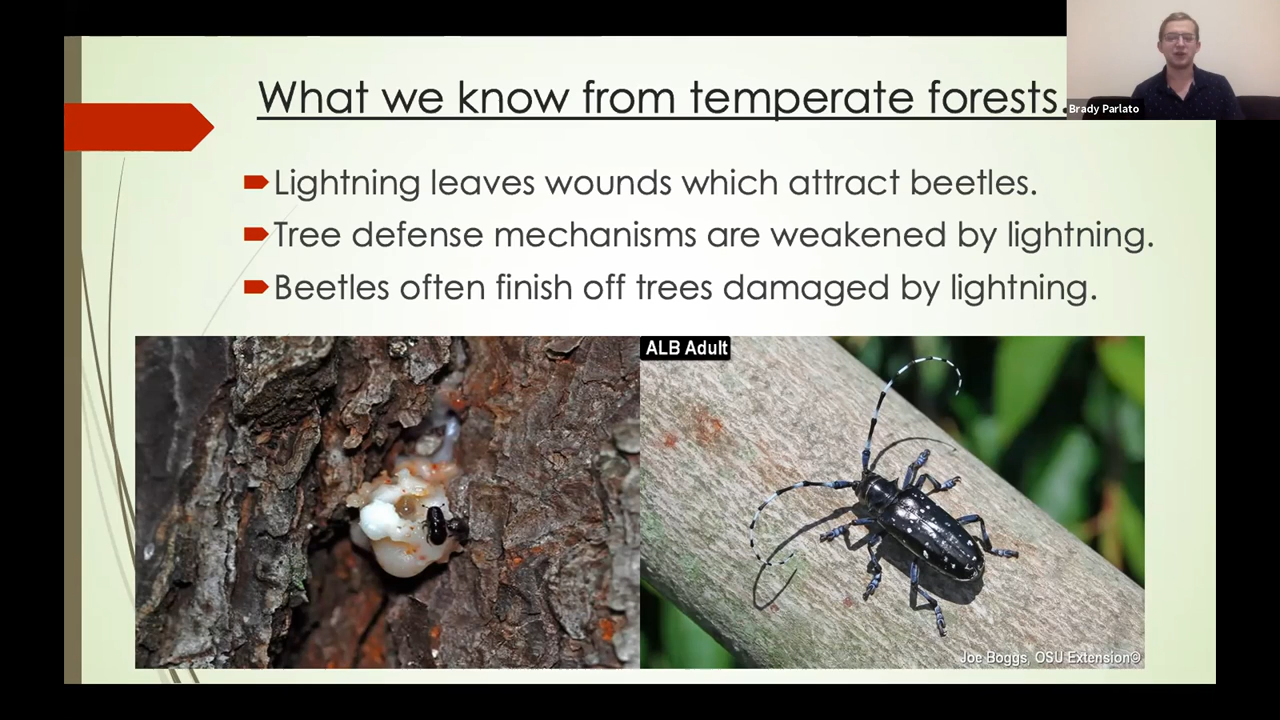 What we know from temperate forests.
Brady Parlato
Lightning leaves wounds which attract beetles.
Tree defense mechanisms are weakened by lightning.
Beetles often finish off trees damaged by lightning.
ALB Adult
Joe Boggs, OSU Extension©